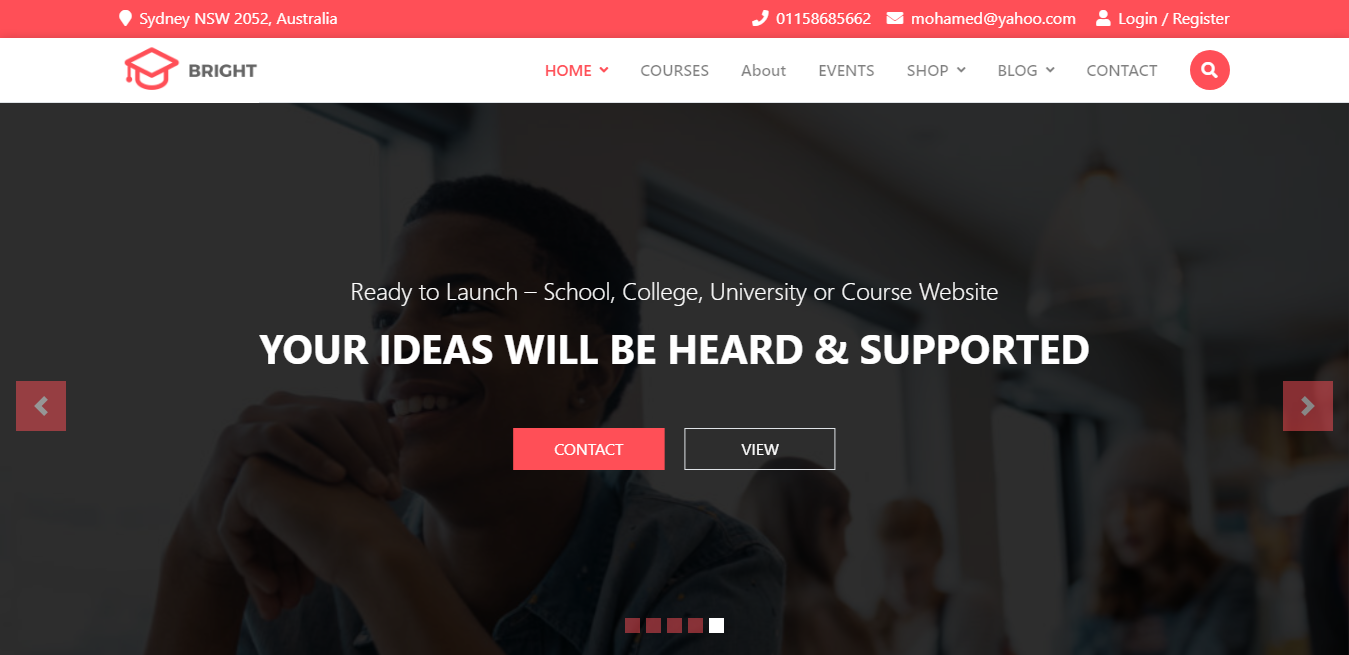 Sydney NSW 2052, Australia
01158685662
mohamed@yahoo.com
Login / Register
BRIGHT
HOME
COURSES
About
EVENTS
SHOP
BLOG
CONTACT
Ready to Launch – School, College, University or Course Website
YOUR IDEAS WILL BE HEARD & SUPPORTED
CONTACT
VIEW